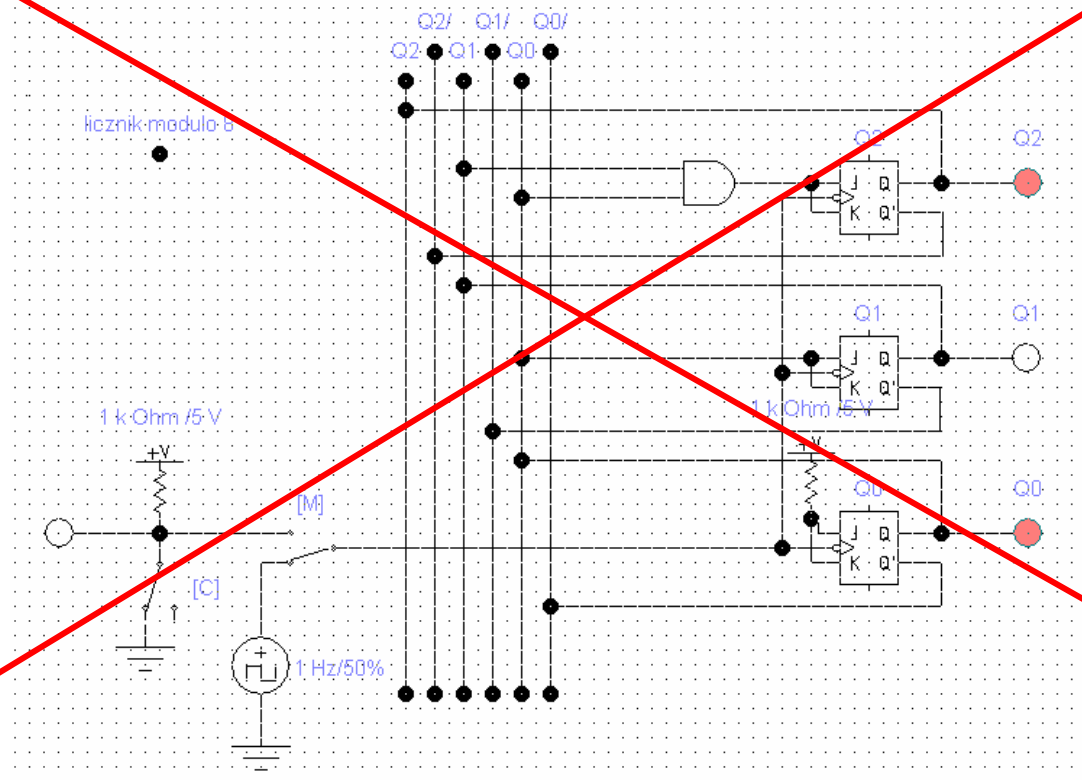 Q2/ Q1/ Q0/
Q2 Q1 Q0
licznik modulo 8
Q2 Q2
J Q
K Q'
Q1 Q1
J Q
K Q'
1 k Ohm /5 V
1 k Ohm /5 V
+V
+V
[M]
Q0 Q0
J Q
K Q'
[C]
1 Hz/50%